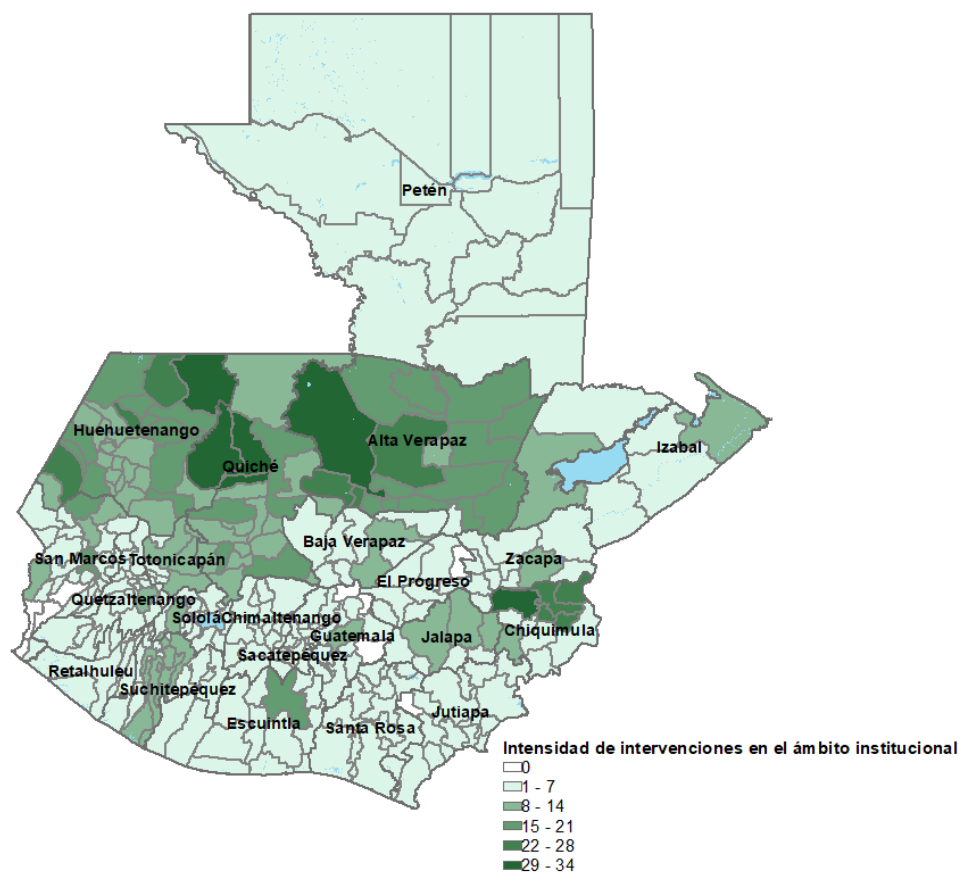 Petén
Huehuetenango
Quiché
Alta Verapaz
Izabal
San Marcos
Totonicapán
Baja Verapaz
Zacapa
El Progreso
Quetzaltenango
Sololá
Chimaltenango
Guatemala
Jalapa
Chiquimula
Sacatepéquez
Retalhuleu
Suchitepéquez
Escuintla
Santa Rosa
Jutiapa
Intensidad de intervenciones en el ámbito institucional
0
1 - 7
8 - 14
15 - 21
22 - 28
29 - 34